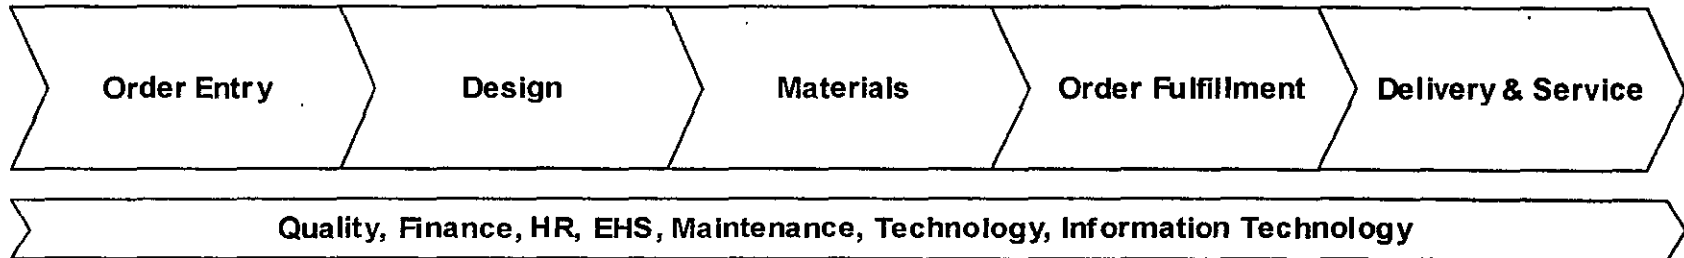 Order Entry
Design
Materials
Order Fulfillment
Delivery & Service
Quality, Finance, HR, EHS, Maintenance, Technology, Information Technology